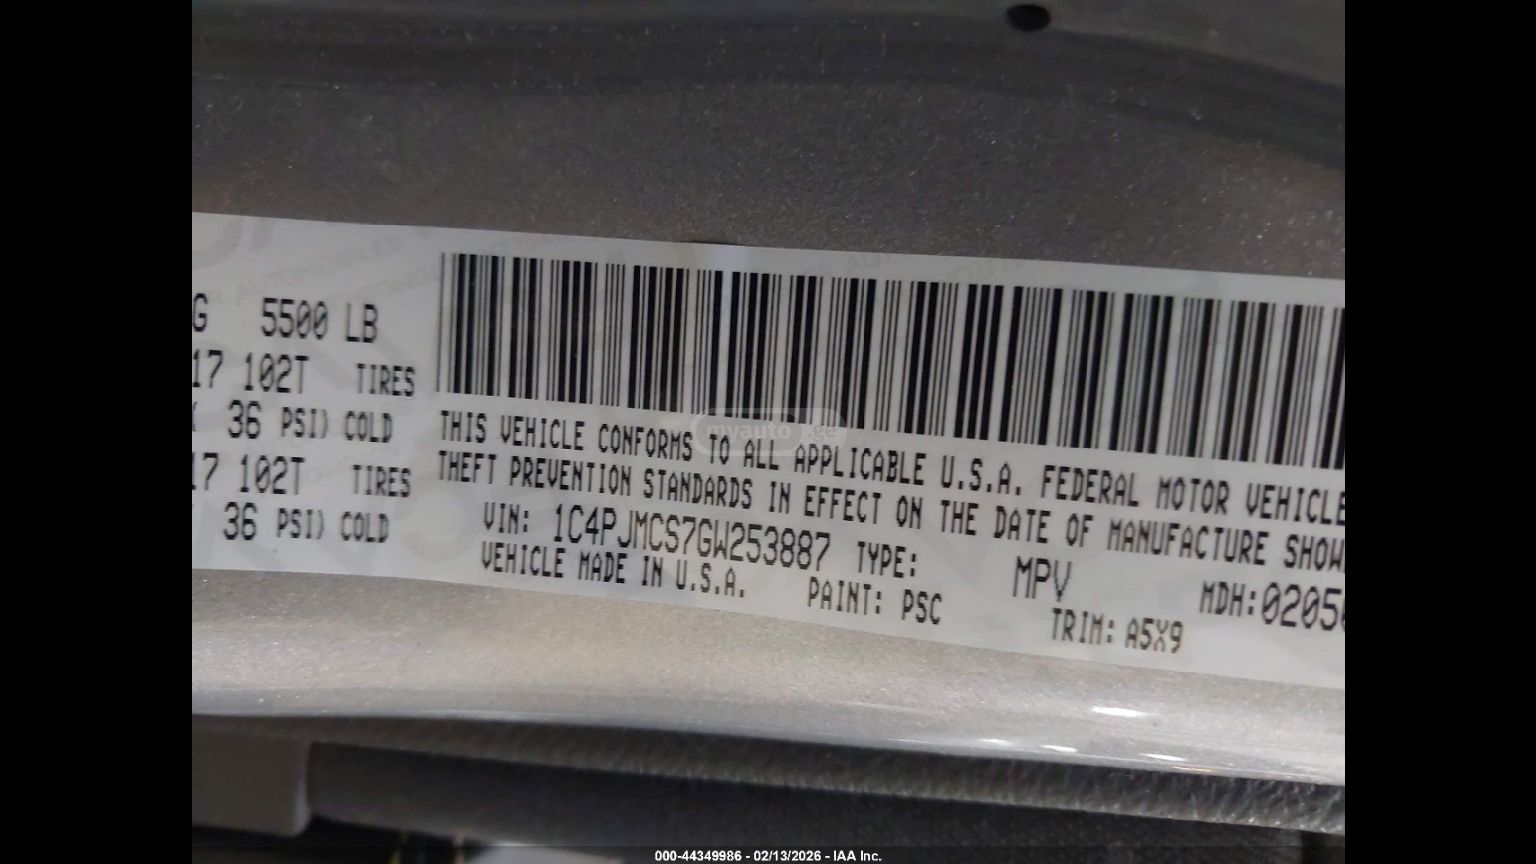 G 5500 LB
17 102T TIRES
36 PSI) COLD
17 102T TIRES
36 PSI) COLD
THIS VEHICLE CONFORMS TO ALL APPLICABLE U.S.A. FEDERAL MOTOR VEHICLE
THEFT PREVENTION STANDARDS IN EFFECT ON THE DATE OF MANUFACTURE SHOW
VIN: 1C4PJMCS7GW253887 TYPE: MPV MDH:0205
VEHICLE MADE IN U.S.A. PAINT: PSC TRIM: A5X9
myauto.ge
000-44349986 - 02/13/2026 - IAA Inc.